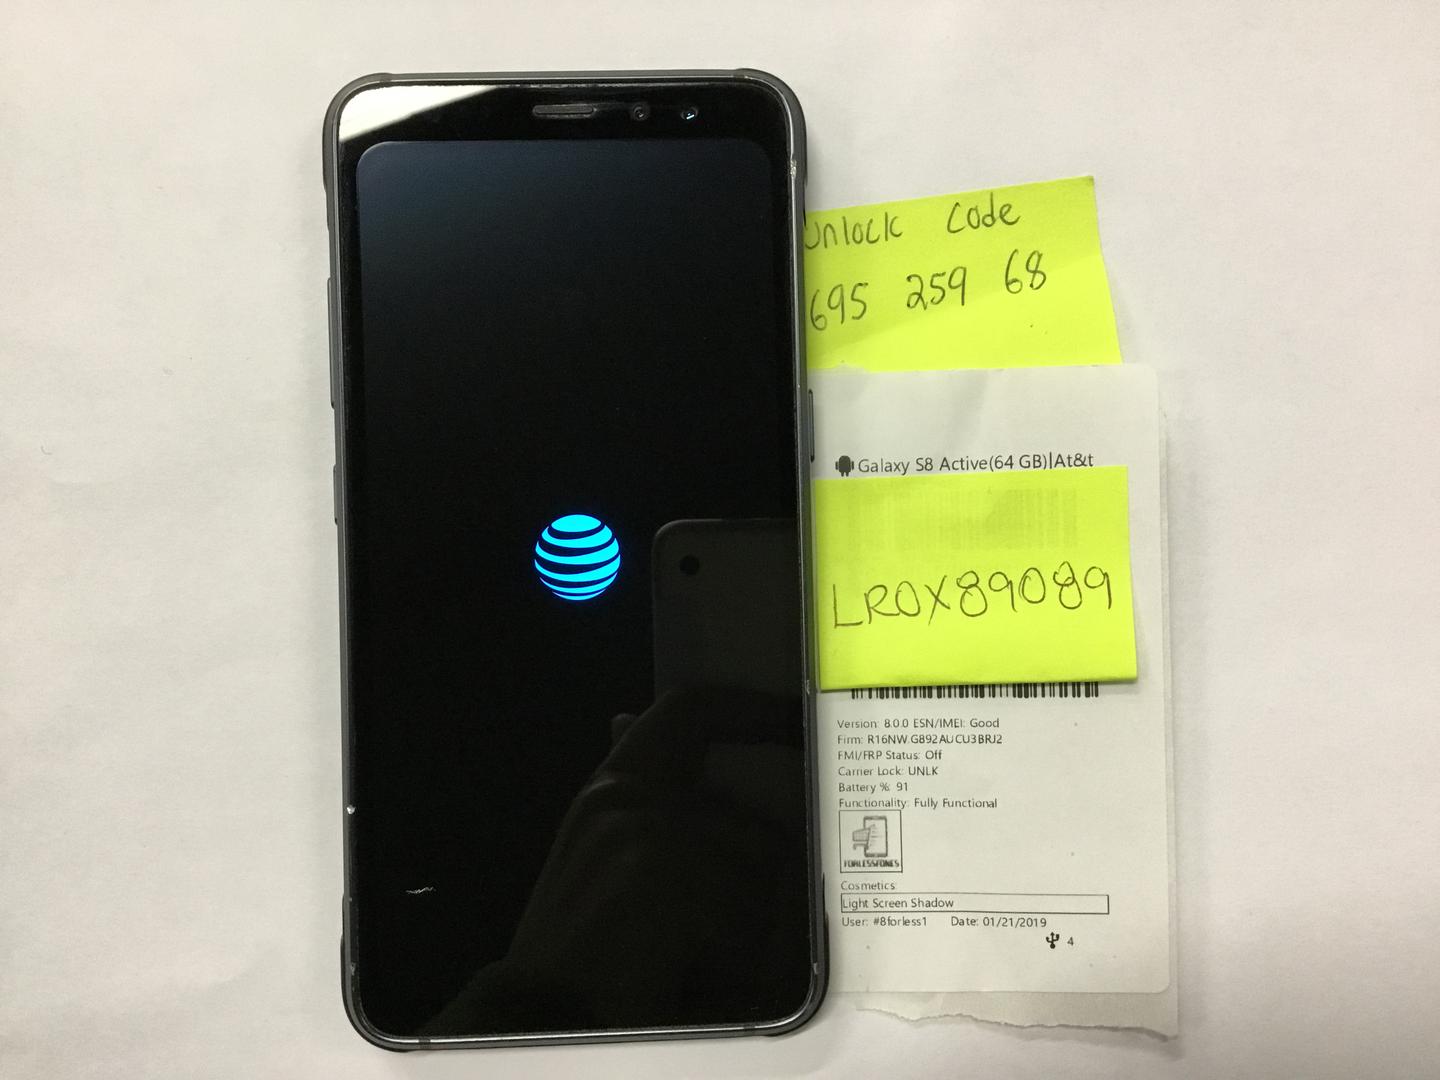 Unlock Code
695 259 68
Galaxy S8 Active(64 GB)|At&t
LROX89089
Version: 8.0.0 ESN/IMEI: Good
Firm: R16NW.G892AUCU3BRJ2
FMI/FRP Status: Off
Carrier Lock: UNLK
Battery %: 91
Functionality: Fully Functional
FORLESSFONES
Cosmetics:
Light Screen Shadow
User: #8forless1 Date: 01/21/2019
4